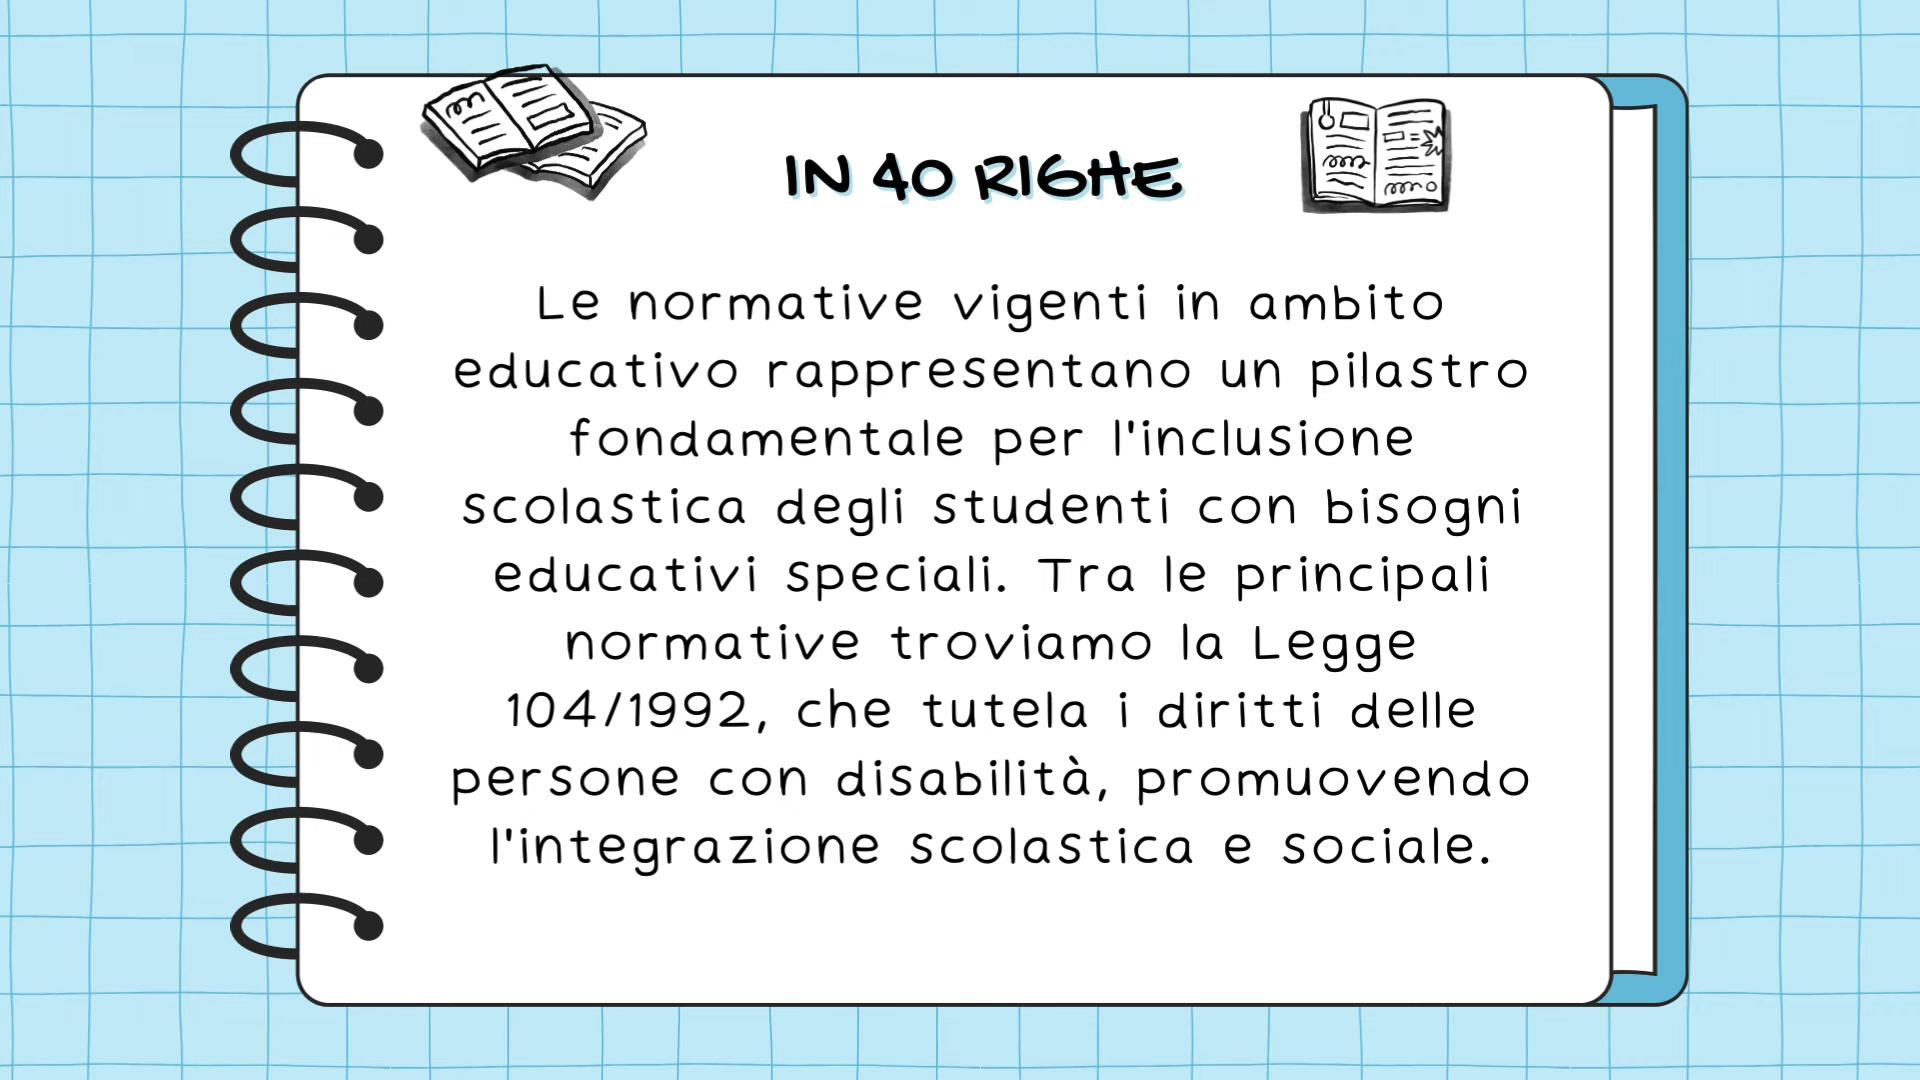 IN 40 RIGHE
Le normative vigenti in ambito
educativo rappresentano un pilastro
fondamentale per l'inclusione
scolastica degli studenti con bisogni
educativi speciali. Tra le principali
normative troviamo la Legge
104/1992, che tutela i diritti delle
persone con disabilità, promuovendo
l'integrazione scolastica e sociale.